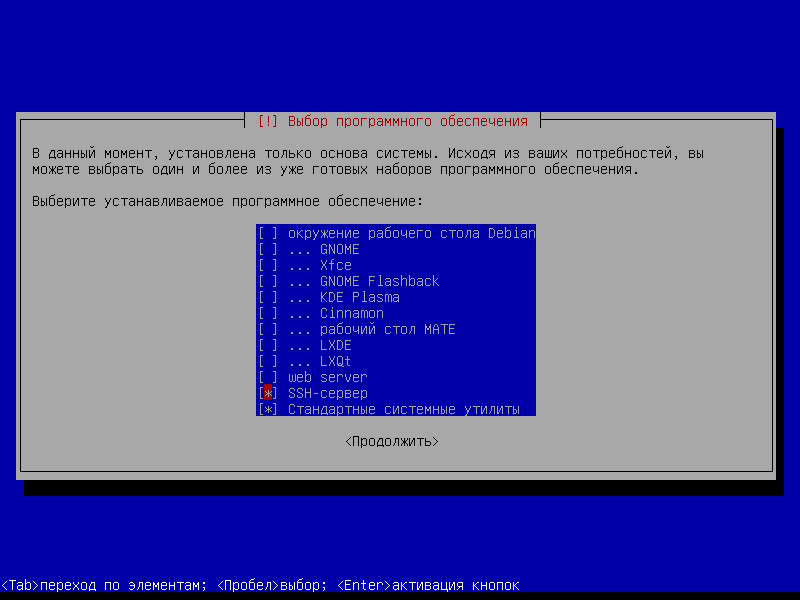 [!] Выбор программного обеспечения
В данный момент, установлена только основа системы. Исходя из ваших потребностей, вы
можете выбрать один и более из уже готовых наборов программного обеспечения.
Выберите устанавливаемое программное обеспечение:
[ ] окружение рабочего стола Debian
[ ] ... GNOME
[ ] ... Xfce
[ ] ... GNOME Flashback
[ ] ... KDE Plasma
[ ] ... Cinnamon
[ ] ... рабочий стол MATE
[ ] ... LXDE
[ ] ... LXQt
[ ] web server
[*] SSH-сервер
[*] Стандартные системные утилиты
<Продолжить>
<Tab>переход по элементам; <Пробел>выбор; <Enter>активация кнопок